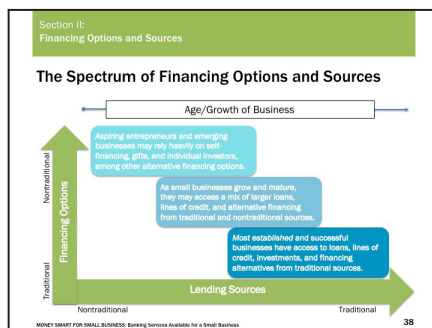 Section II:
Financing Options and Sources
The Spectrum of Financing Options and Sources
Age/Growth of Business
Aspiring entrepreneurs and emerging
businesses may rely heavily on self-
financing, gifts, and individual investors,
among other alternative financing options.
As small businesses grow and mature,
they may access a mix of larger loans,
lines of credit, and alternative financing
from traditional and nontraditional sources.
Most established and successful
businesses have access to loans, lines of
credit, investments, and financing
alternatives from traditional sources.
Nontraditional
Traditional
Financing Options
Lending Sources
Nontraditional
Traditional
MONEY SMART FOR SMALL BUSINESS: Banking Services Available for a Small Business
38